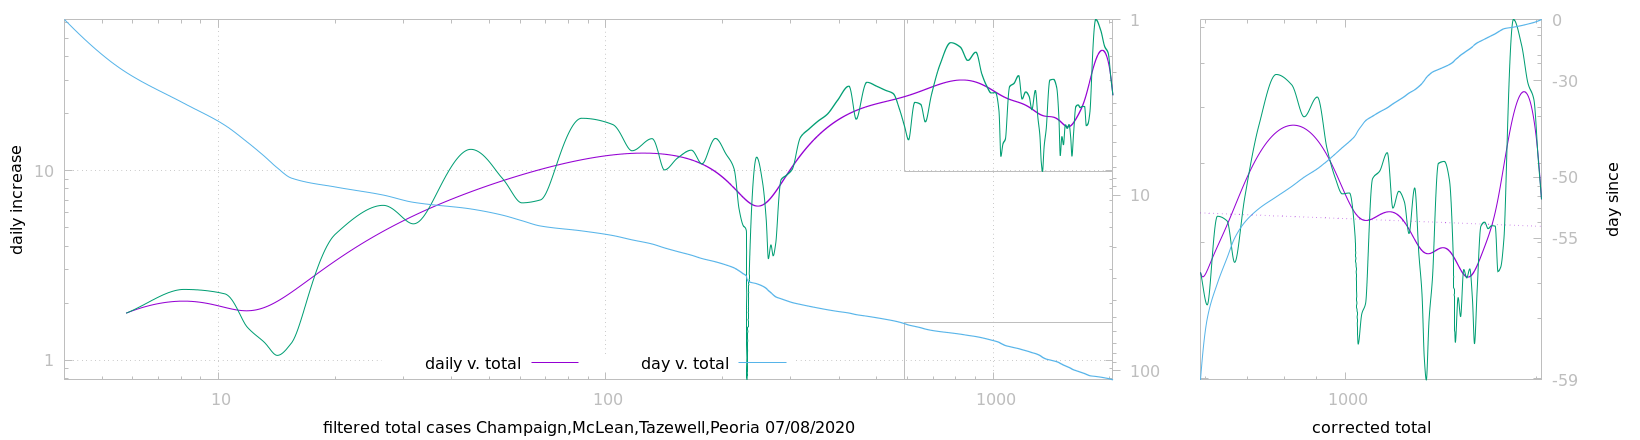 daily increase
10
1
daily v. total
day v. total
10
100
1000
filtered total cases Champaign,McLean,Tazewell,Peoria 07/08/2020
1
10
100
1000
corrected total
0
-30
-50
-55
-59
day since